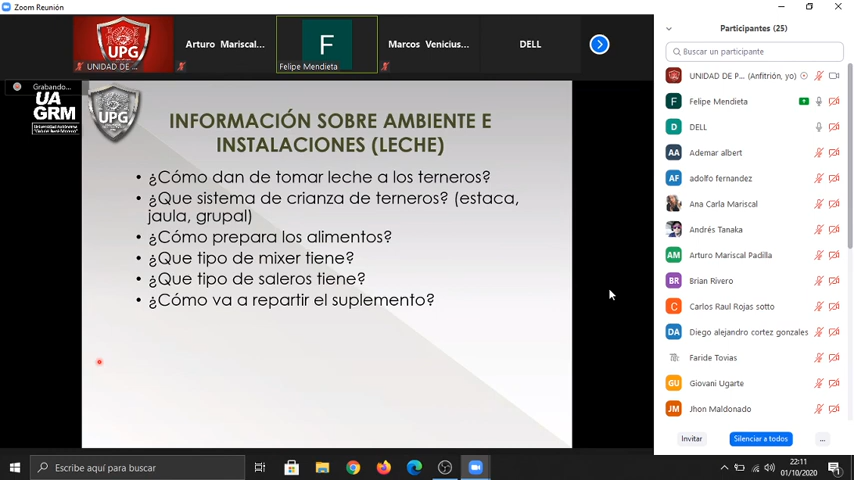 Zoom Reunión
UPG
UNIDAD DE ...
Arturo Mariscal...
F
Felipe Mendieta
Marcos Venicius...
DELL
Grabando...
UA
GRM
UPG
INFORMACIÓN SOBRE AMBIENTE E
INSTALACIONES (LECHE)
• ¿Cómo dan de tomar leche a los terneros?
• ¿Que sistema de crianza de terneros? (estaca,
jaula, grupal)
• ¿Cómo prepara los alimentos?
• ¿Que tipo de mixer tiene?
• ¿Que tipo de saleros tiene?
• ¿Cómo va a repartir el suplemento?
Participantes (25)
Buscar un participante
UNIDAD DE P... (Anfitrión, yo)
F Felipe Mendieta
D DELL
AA Ademar albert
AF adolfo fernandez
Ana Carla Mariscal
Andrés Tanaka
AM Arturo Mariscal Padilla
BR Brian Rivero
C Carlos Raul Rojas sotto
DA Diego alejandro cortez gonzales
Faride Tovias
GU Giovani Ugarte
JM Jhon Maldonado
Invitar
Silenciar a todos
...
Escribe aquí para buscar
22:11
01/10/2020